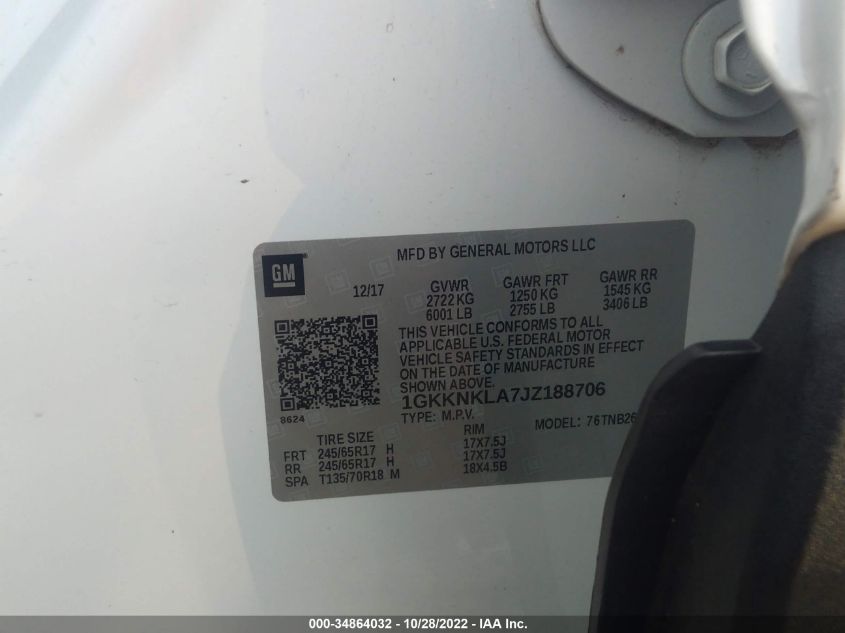 MFD BY GENERAL MOTORS LLC
GM
12/17
GVWR GAWR FRT GAWR RR
2722 KG 1250 KG 1545 KG
6001 LB 2755 LB 3406 LB
THIS VEHICLE CONFORMS TO ALL
APPLICABLE U.S. FEDERAL MOTOR
VEHICLE SAFETY STANDARDS IN EFFECT
ON THE DATE OF MANUFACTURE
SHOWN ABOVE.
1GKKNKLA7JZ188706
8624
TYPE: M.P.V. MODEL: 76TNB26
TIRE SIZE RIM
FRT 245/65R17 H 17X7.5J
RR 245/65R17 H 17X7.5J
SPA T135/70R18 M 18X4.5B
000-34864032 - 10/28/2022 - IAA Inc.